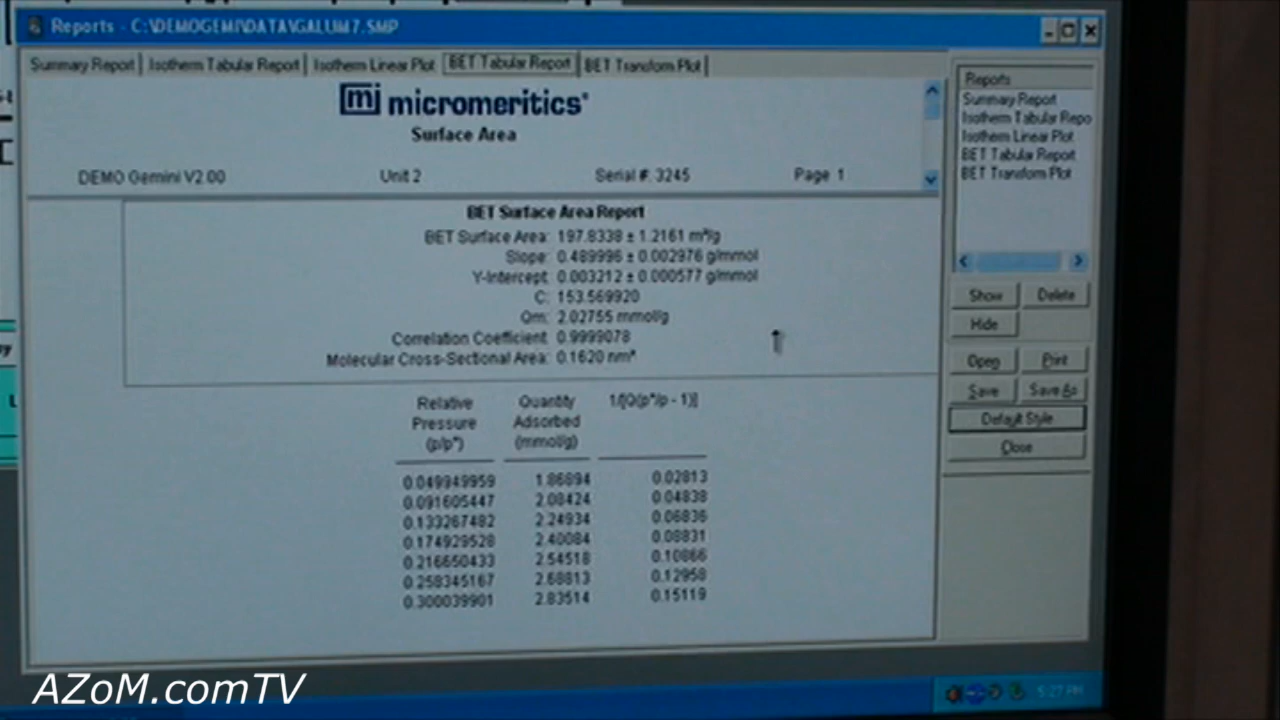 Reports - C:\DEMOGEMI\DATA\GALUM7.SMP
Summary Report Isotherm Tabular Report Isotherm Linear Plot BET Tabular Report BET Transform Plot
micromeritics®
Surface Area
DEMO Gemini V2.00 Unit 2 Serial #: 3245 Page 1
BET Surface Area Report
BET Surface Area: 197.8338 ± 1.2161 m²/g
Slope: 0.489996 ± 0.002976 g/mmol
Y-Intercept: 0.003212 ± 0.000577 g/mmol
C: 153.569920
Qm: 2.02755 mmol/g
Correlation Coefficient: 0.9999078
Molecular Cross-Sectional Area: 0.1620 nm²
Relative Pressure (p/p°) Quantity Adsorbed (mmol/g) 1/[Q(p°/p - 1)]
0.049949959 1.86894 0.02813
0.091605447 2.08424 0.04838
0.133267482 2.24934 0.06836
0.174929528 2.40084 0.08831
0.216650433 2.54518 0.10866
0.258345167 2.68813 0.12958
0.300039901 2.83514 0.15119
Reports
Summary Report
Isotherm Tabular Repo
Isotherm Linear Plot
BET Tabular Report
BET Transform Plot
Show Delete
Hide
Open Print
Save Save As
Default Style
Close
5:27 PM
AZoM.comTV